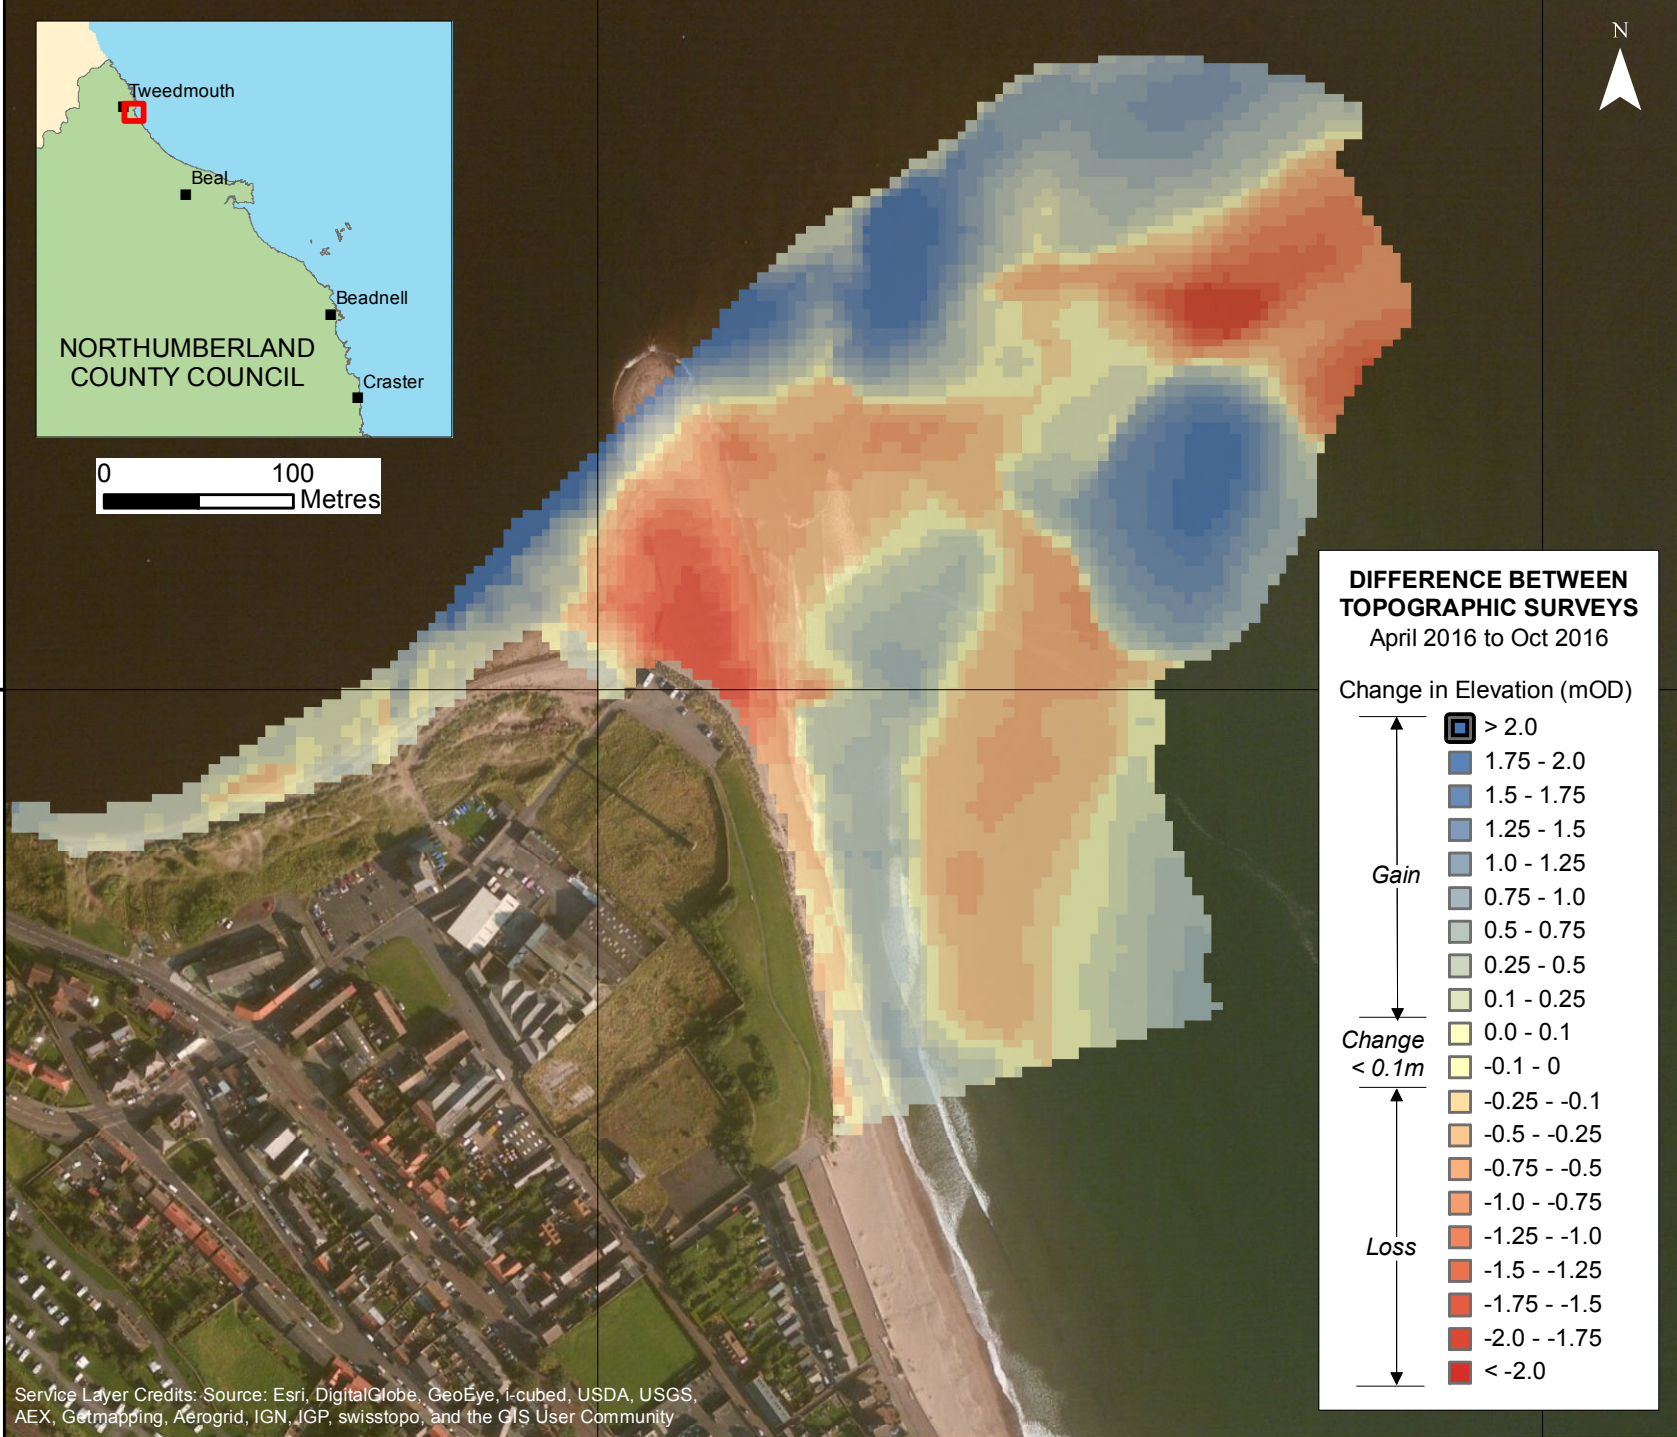 Tweedmouth
Beal
Beadnell
NORTHUMBERLAND
COUNTY COUNCIL
Craster
0 100
Metres
N
DIFFERENCE BETWEEN
TOPOGRAPHIC SURVEYS
April 2016 to Oct 2016
Change in Elevation (mOD)
> 2.0
1.75 - 2.0
1.5 - 1.75
1.25 - 1.5
1.0 - 1.25
Gain
0.75 - 1.0
0.5 - 0.75
0.25 - 0.5
0.1 - 0.25
Change
< 0.1m
0.0 - 0.1
-0.1 - 0
-0.25 - -0.1
-0.5 - -0.25
-0.75 - -0.5
-1.0 - -0.75
-1.25 - -1.0
Loss
-1.5 - -1.25
-1.75 - -1.5
-2.0 - -1.75
< -2.0
Service Layer Credits: Source: Esri, DigitalGlobe, GeoEye, i-cubed, USDA, USGS,
AEX, Getmapping, Aerogrid, IGN, IGP, swisstopo, and the GIS User Community